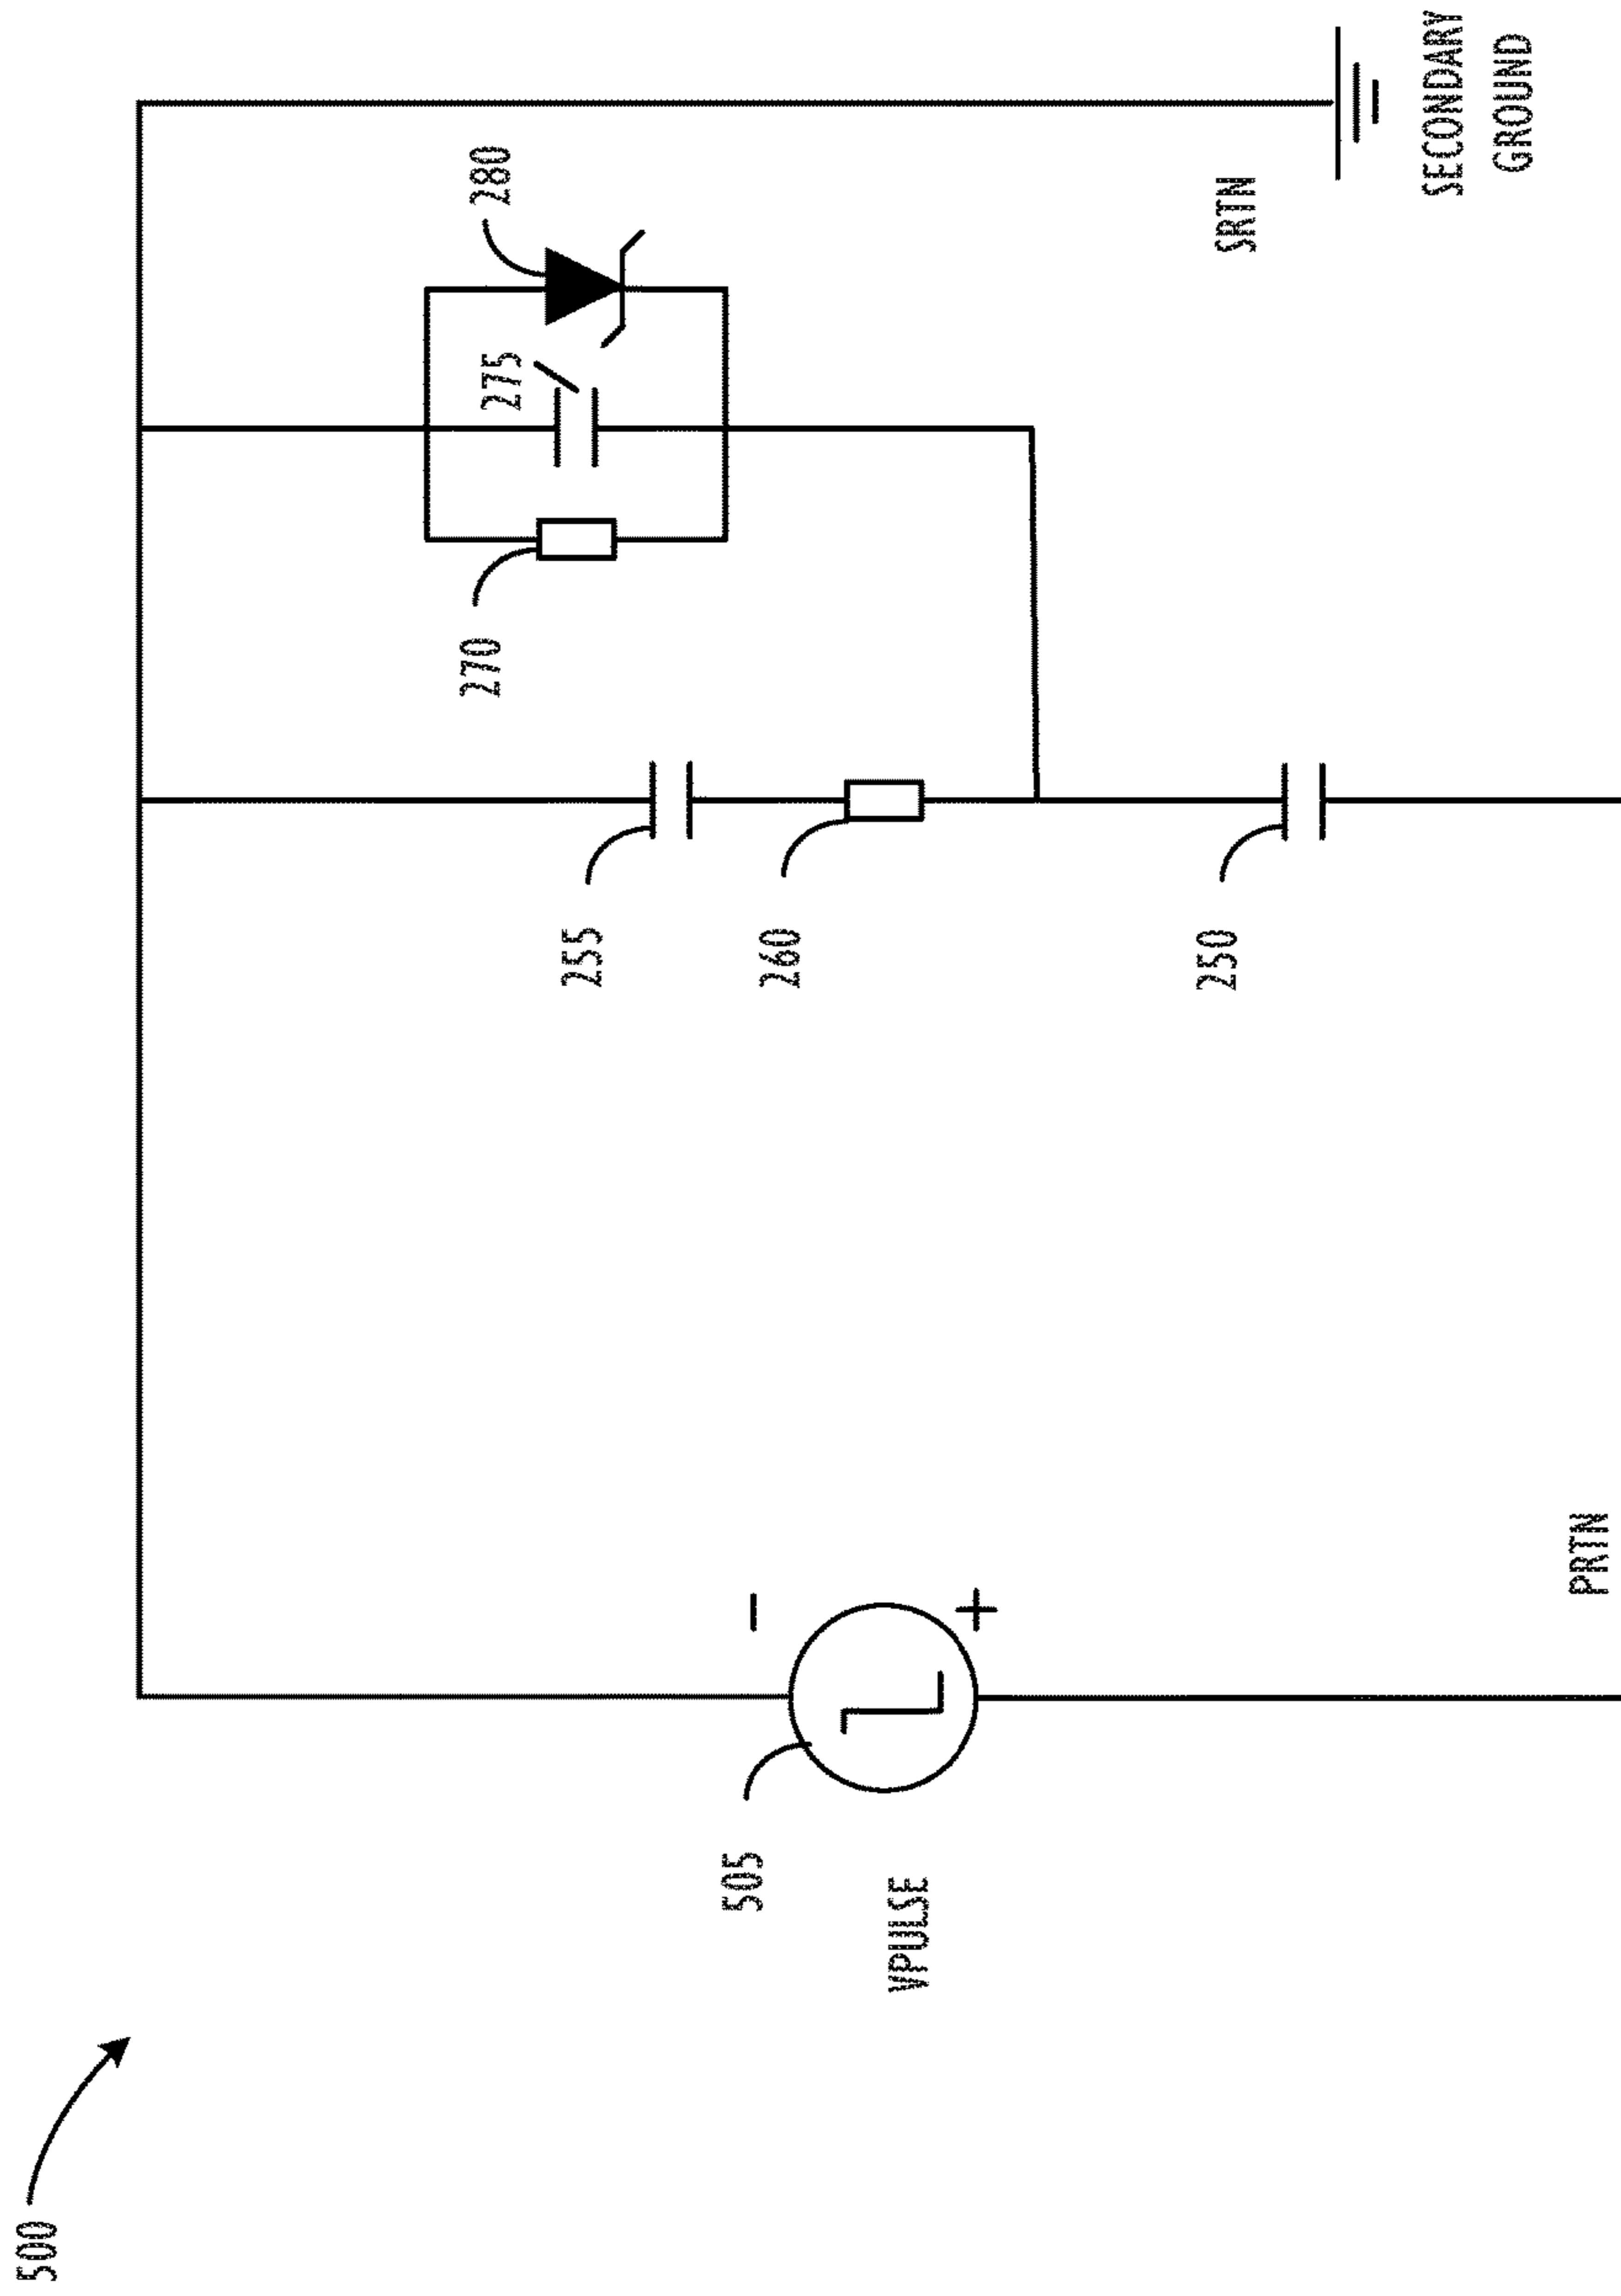 500
505
VPULSE
-
+
PRTN
255
260
250
270
275
280
SRTN
SECONDARY
GROUND